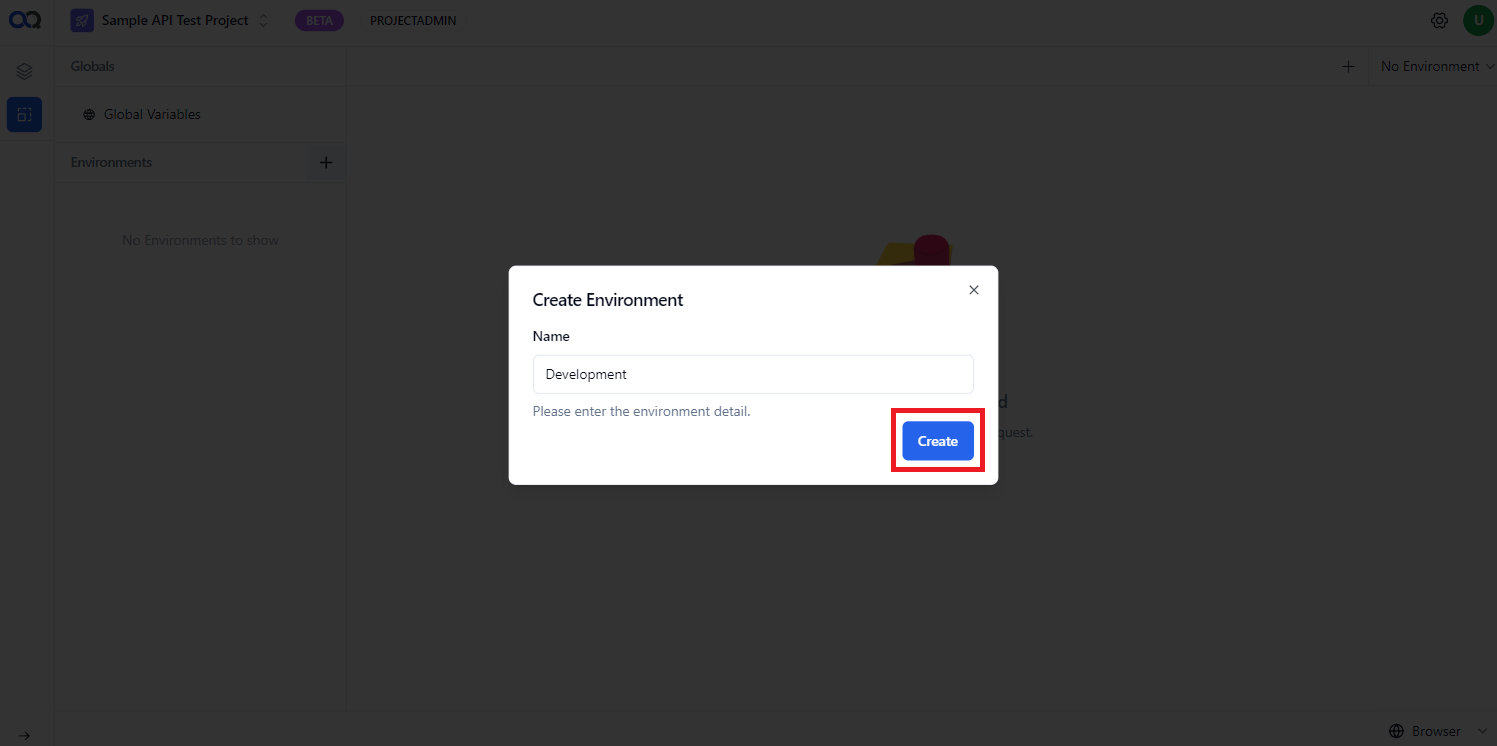 Sample API Test Project BETA PROJECTADMIN U
Globals
No Environment
Global Variables
Environments
No Environments to show
Create Environment
Name
Development
Please enter the environment detail.
Create
d
quest.
Browser